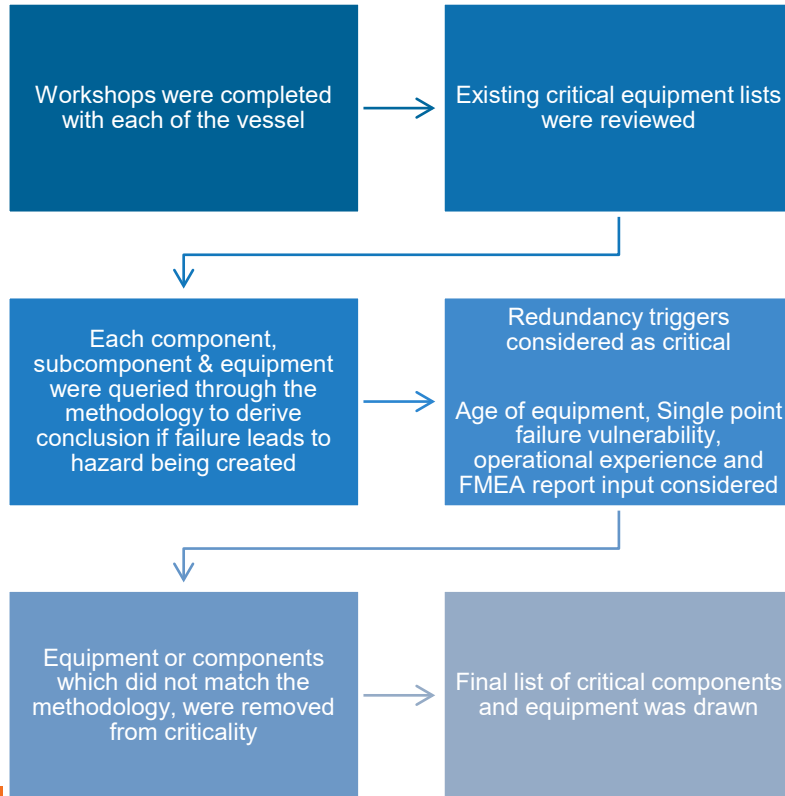 Workshops were completed
with each of the vessel
Existing critical equipment lists
were reviewed
Each component,
subcomponent & equipment
were queried through the
methodology to derive
conclusion if failure leads to
hazard being created
Redundancy triggers
considered as critical
Age of equipment, Single point
failure vulnerability,
operational experience and
FMEA report input considered
Equipment or components
which did not match the
methodology, were removed
from criticality
Final list of critical components
and equipment was drawn